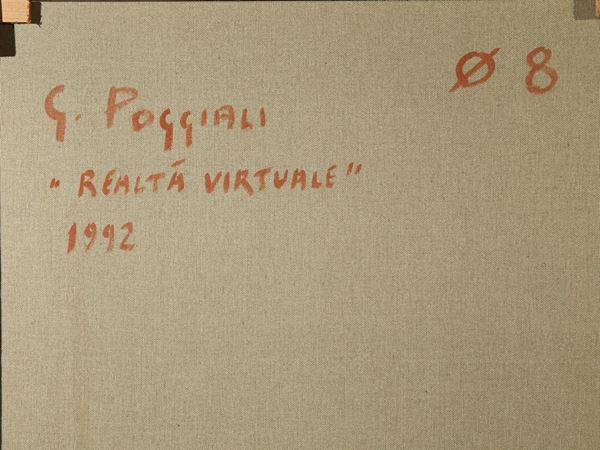 Ø 8
G. Poggiali
"REALTÁ VIRTUALE"
1992